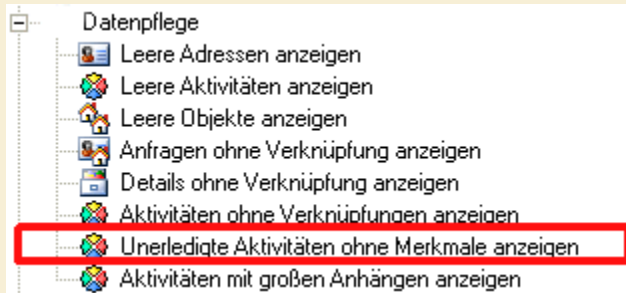 Datenpflege
Leere Adressen anzeigen
Leere Aktivitäten anzeigen
Leere Objekte anzeigen
Anfragen ohne Verknüpfung anzeigen
Details ohne Verknüpfung anzeigen
Aktivitäten ohne Verknüpfungen anzeigen
Unerledigte Aktivitäten ohne Merkmale anzeigen
Aktivitäten mit großen Anhängen anzeigen